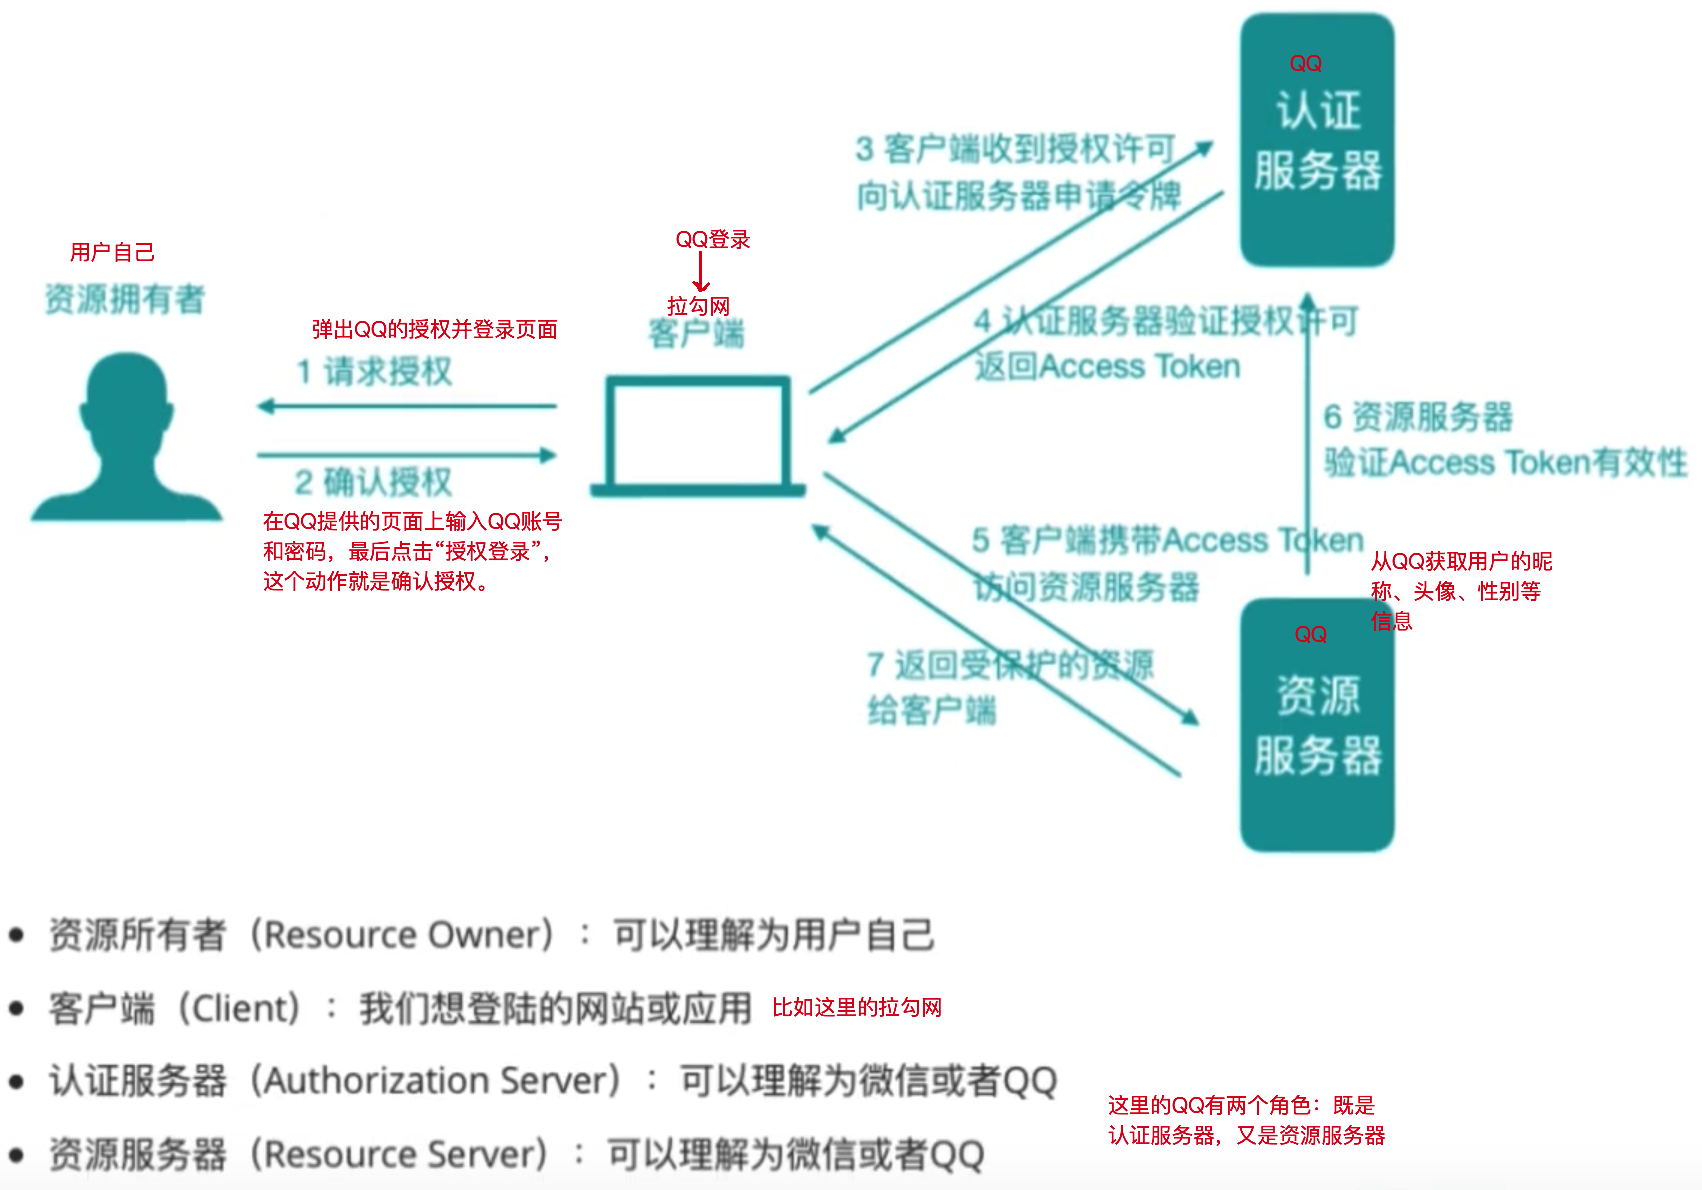 QQ
认证
服务器
3 客户端收到授权许可
向认证服务器申请令牌
用户自己
资源拥有者
QQ登录
拉勾网
客户端
弹出QQ的授权并登录页面
1 请求授权
2 确认授权
在QQ提供的页面上输入QQ账号
和密码，最后点击“授权登录”，
这个动作就是确认授权。
4 认证服务器验证授权许可
返回Access Token
6 资源服务器
验证Access Token有效性
5 客户端携带Access Token
访问资源服务器
从QQ获取用户的昵
称、头像、性别等
信息
7 返回受保护的资源
给客户端
QQ
资源
服务器
资源所有者（Resource Owner）：可以理解为用户自己
客户端（Client）：我们想登陆的网站或应用 比如这里的拉勾网
认证服务器（Authorization Server）：可以理解为微信或者QQ
这里的QQ有两个角色：既是
认证服务器，又是资源服务器
资源服务器（Resource Server）：可以理解为微信或者QQ